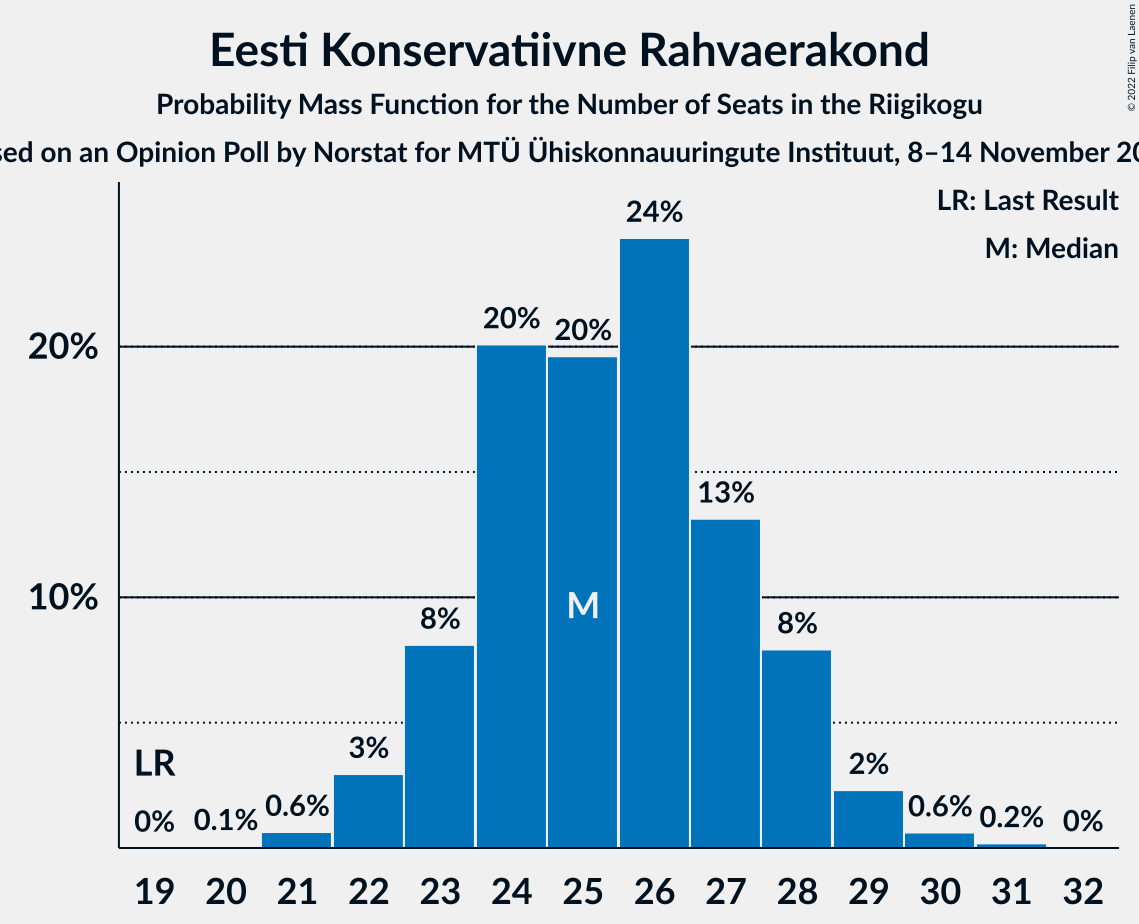 Eesti Konservatiivne Rahvaerakond
Probability Mass Function for the Number of Seats in the Riigikogu
on an Opinion Poll by Norstat for MTÜ Ühiskonnauuringute Instituut, 8–14 November
© 2022 Filip van Laenen
LR: Last Result
M: Median
24%
20%
20%
20%
13%
M
10%
8%
8%
3%
2%
LR
0%
0.1%
0.6%
0.6%
0.2%
0%
19 20 21 22 23 24 25 26 27 28 29 30 31 32